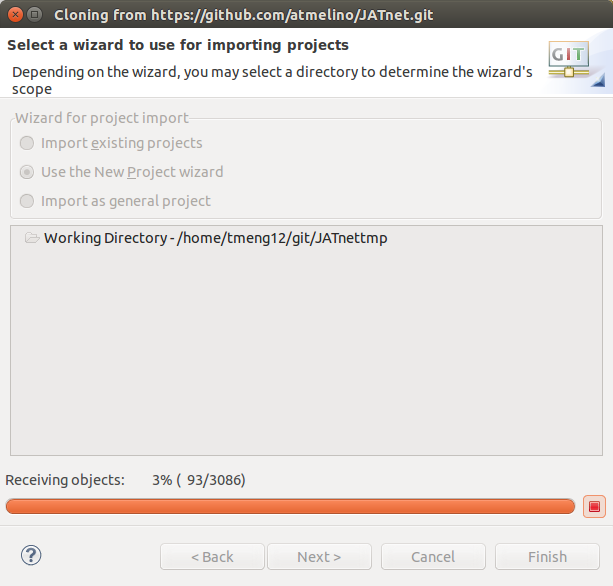 Cloning from https://github.com/atmelino/JATnet.git
Select a wizard to use for importing projects
Depending on the wizard, you may select a directory to determine the wizard's
scope
GIT
Wizard for project import
Import existing projects
Use the New Project wizard
Import as general project
Working Directory - /home/tmeng12/git/JATnettmp
Receiving objects: 3% ( 93/3086)
?
< Back Next > Cancel Finish